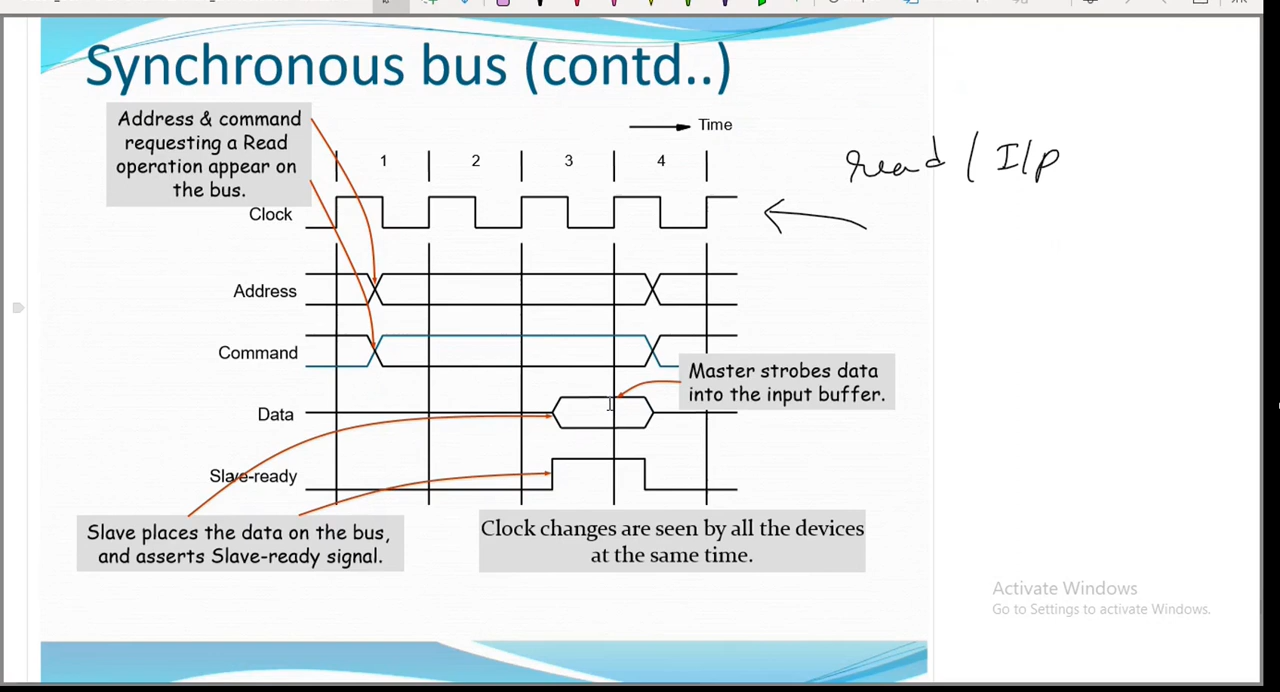 Synchronous bus (contd..)
Address & command
requesting a Read
operation appear on
the bus.
Time
1 2 3 4
read / I/p
Clock
Address
Command
Master strobes data
into the input buffer.
Data
Slave-ready
Slave places the data on the bus,
and asserts Slave-ready signal.
Clock changes are seen by all the devices
at the same time.
Activate Windows
Go to Settings to activate Windows.